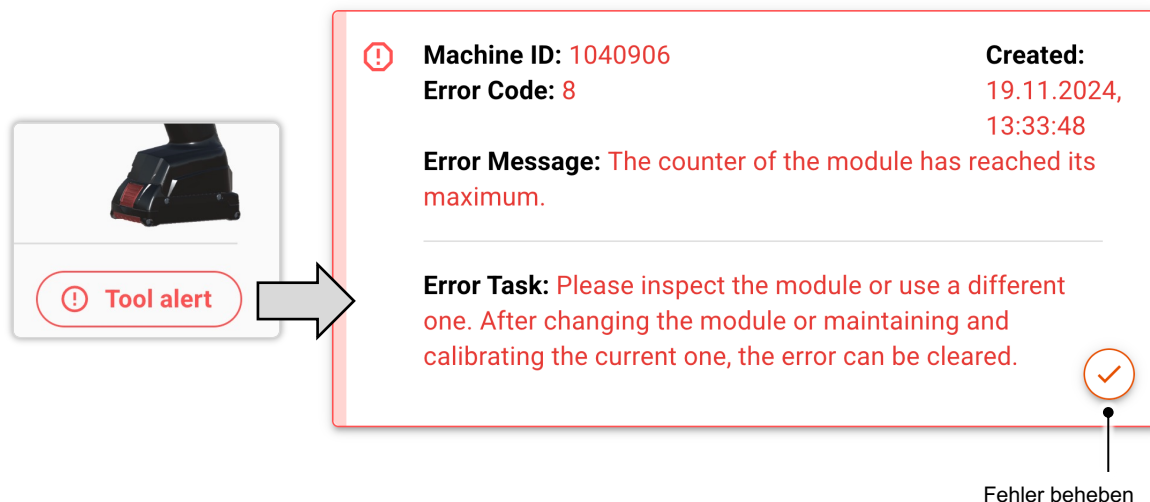 Machine ID: 1040906
Error Code: 8
Created:
19.11.2024,
13:33:48
Error Message: The counter of the module has reached its
maximum.
Tool alert
Error Task: Please inspect the module or use a different
one. After changing the module or maintaining and
calibrating the current one, the error can be cleared.
Fehler beheben